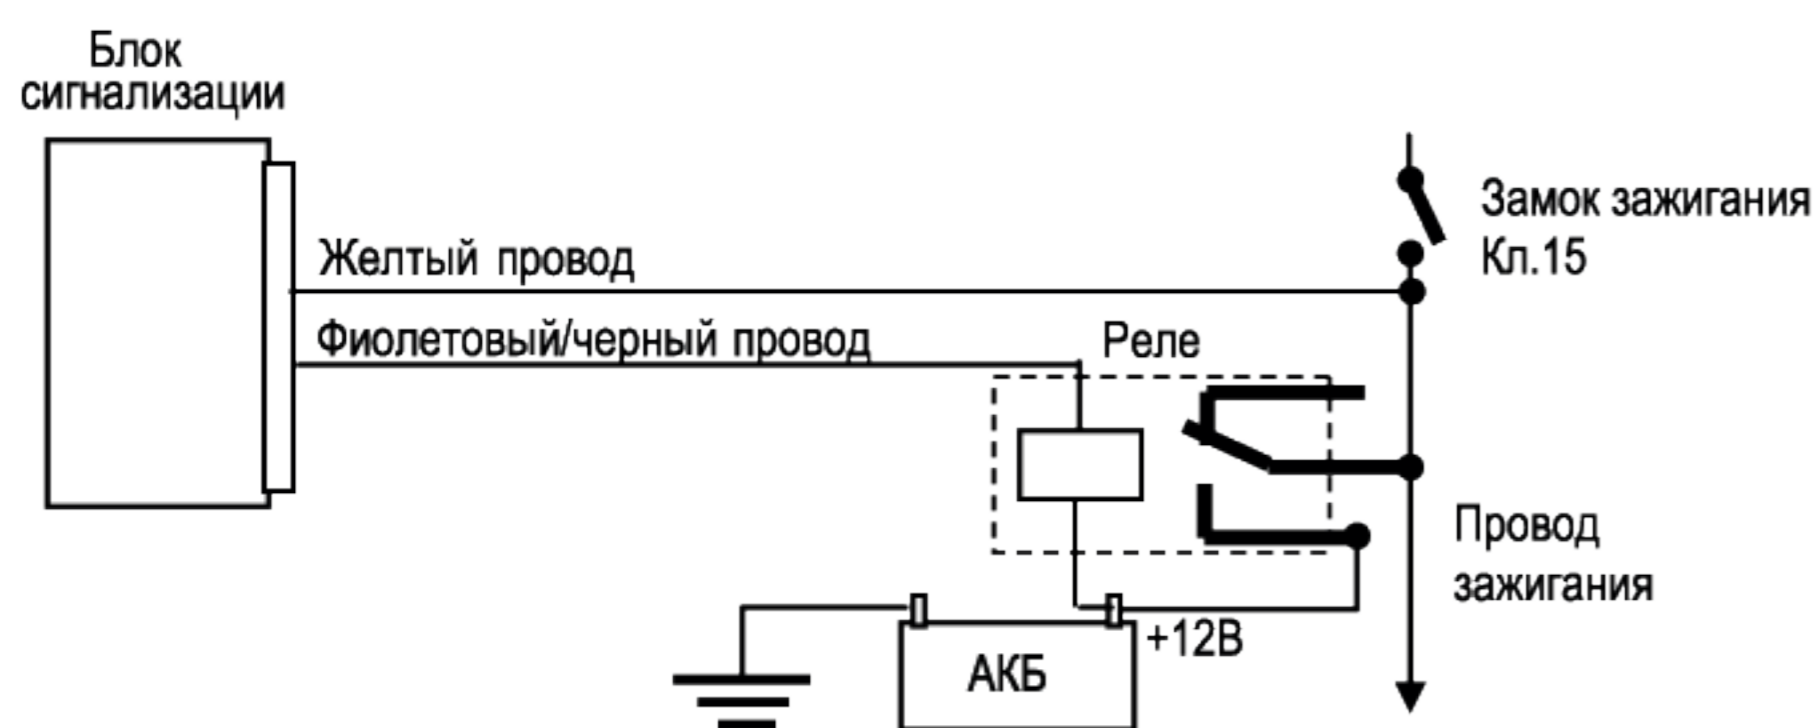 Блок
сигнализации
Замок зажигания
Кл.15
Желтый провод
Фиолетовый/черный провод
Реле
Провод
зажигания
+12В
АКБ